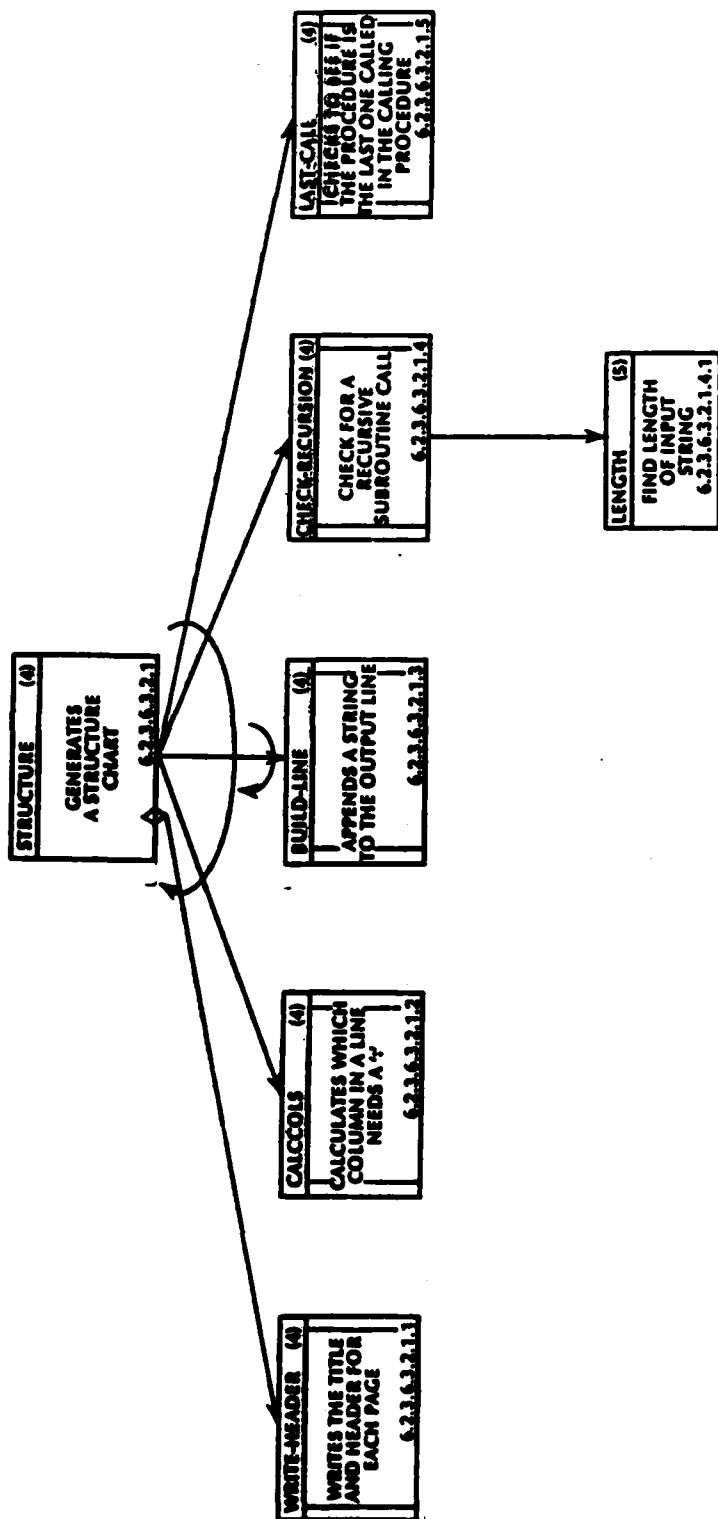 STRUCTURE (4)
GENERATES
A STRUCTURE
CHART
6.2.3.6.3.2.1
WRITE-HEADER (4)
WRITES THE TITLE
AND HEADER FOR
EACH PAGE
6.2.3.6.3.2.1.1
CALCCOLS (4)
CALCULATES WHICH
COLUMN IN A LINE
NEEDS A
6.2.3.6.3.2.1.2
BUILD-LINE (4)
APPENDS A STRING
TO THE OUTPUT LINE
6.2.3.6.3.2.1.3
CHECK-RECURSION (4)
CHECK FOR A
RECURSIVE
SUBROUTINE CALL
6.2.3.6.3.2.1.4
LAST-CALL (4)
CHECKS TO SEE IF
THE PROCEDURE IS
THE LAST ONE CALLED
IN THE CALLING
PROCEDURE
6.2.3.6.3.2.1.5
LENGTH (5)
FIND LENGTH
OF INPUT
STRING
6.2.3.6.3.2.1.4.1